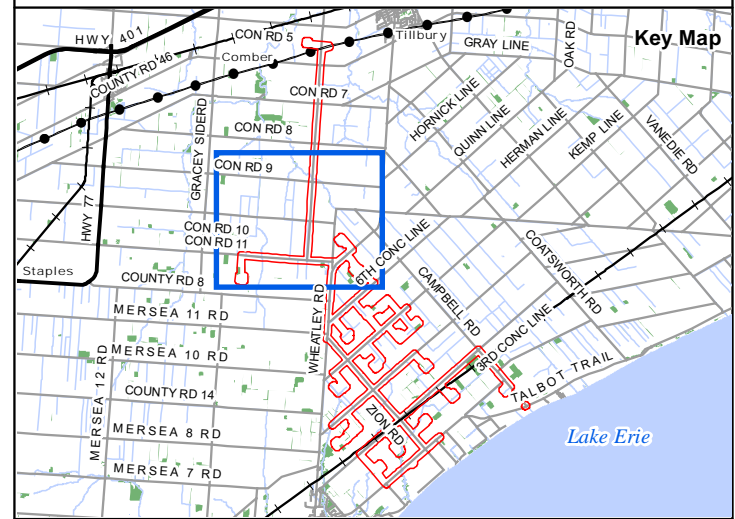 Key Map
HWY 401
CON RD 5
Tillbury
GRAY LINE
OAK RD
COUNTY RD 46
Comber
CON RD 7
HORNICK LINE
QUINN LINE
HERMAN LINE
KEMP LINE
VANEDIE RD
GRACEY SIDERD
CON RD 8
CON RD 9
HWY 77
CON RD 10
CON RD 11
6TH CONC LINE
COATSWORTH RD
Staples
COUNTY RD 8
CAMPBELL RD
MERSEA 11 RD
WHEATLEY RD
3RD CONC LINE
MERSEA 10 RD
TALBOT TRAIL
MERSEA 12 RD
COUNTY RD 14
ZION RD
MERSEA 8 RD
Lake Erie
MERSEA 7 RD